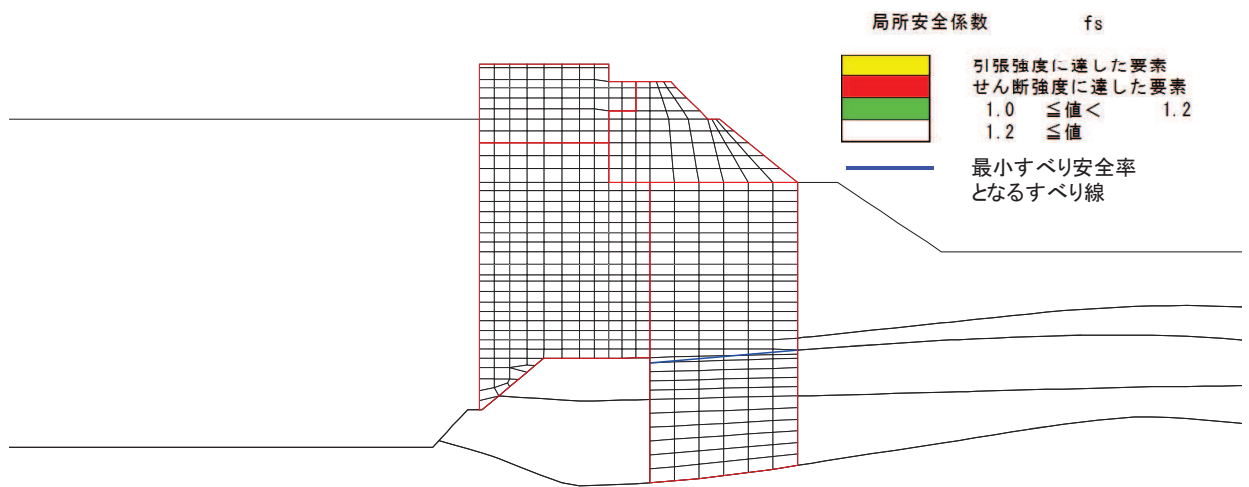 局所安全係数 fs
引張強度に達した要素
せん断強度に達した要素
1.0 ≦値< 1.2
1.2 ≦値
最小すべり安全率
となるすべり線